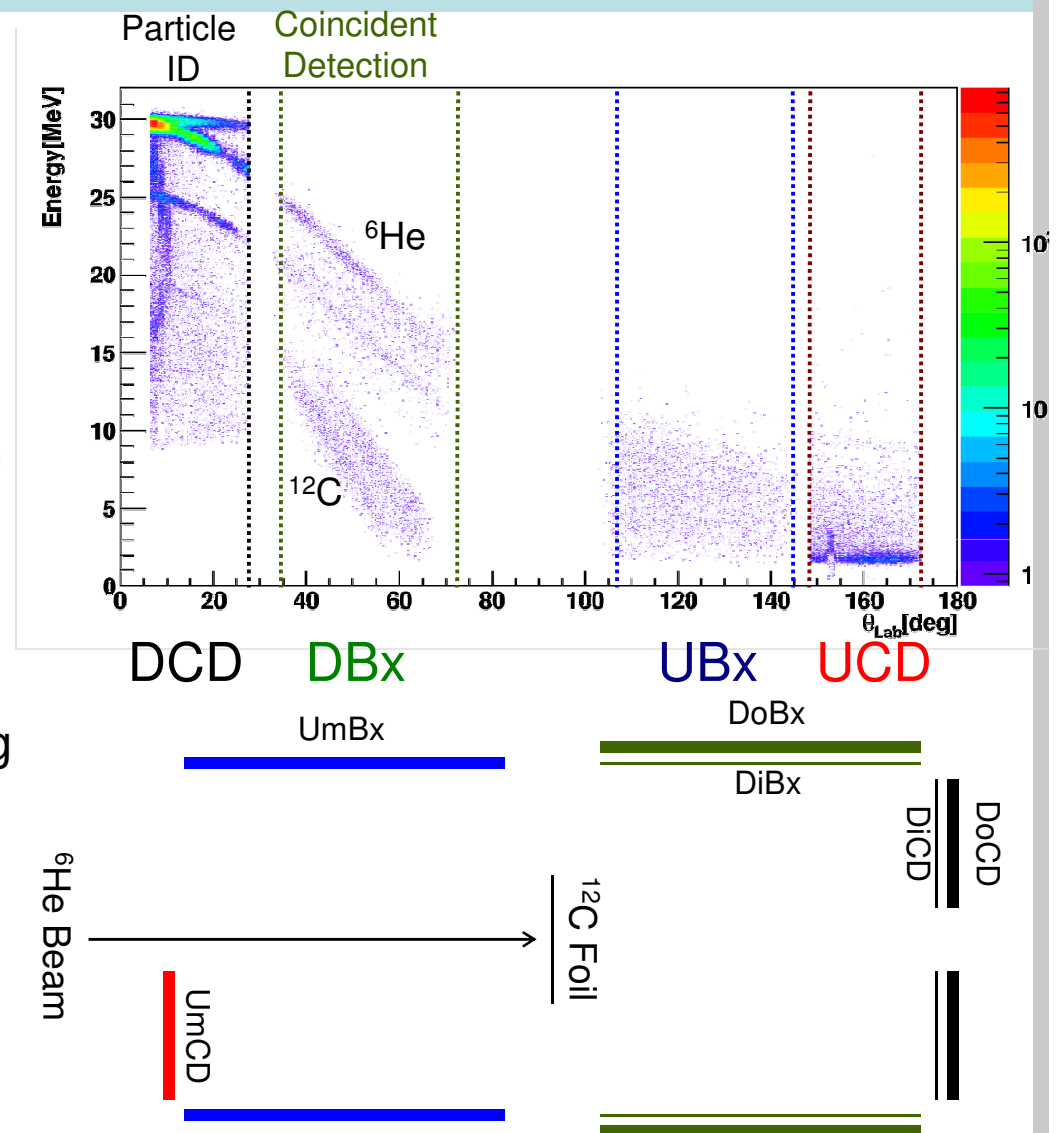 Particle
ID
Coincident
Detection
Energy[MeV]
30
25
20
15
10
5
0
⁶He
¹²C
0 20 40 60 80 100 120 140 160 180
θLab[deg]
10²
10
1
DCD DBx UBx UCD
g
UmBx
DoBx
DiBx
DiCD
DoCD
⁶He Beam
¹²C Foil
UmCD